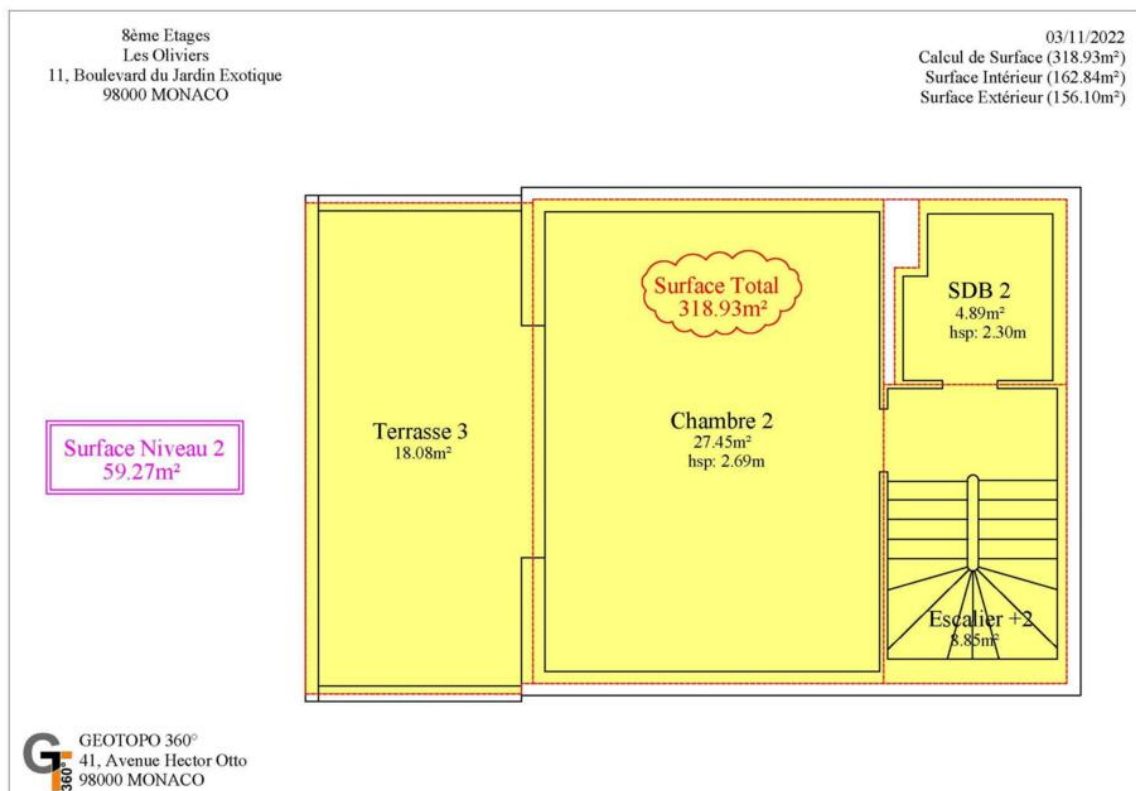 8ème Etages
Les Oliviers
11, Boulevard du Jardin Exotique
98000 MONACO
03/11/2022
Calcul de Surface (318.93m²)
Surface Intérieur (162.84m²)
Surface Extérieur (156.10m²)
Surface Total
318.93m²
SDB 2
4.89m²
hsp: 2.30m
Terrasse 3
18.08m²
Chambre 2
27.45m²
hsp: 2.69m
Surface Niveau 2
59.27m²
Escalier +2
8.85m²
GT 360°
GEOTOPO 360°
41, Avenue Hector Otto
98000 MONACO